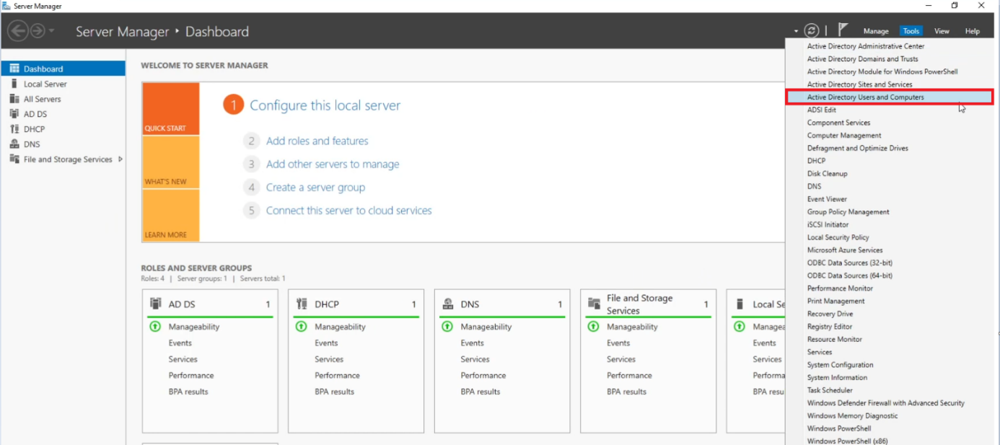 Server Manager
Server Manager ‣ Dashboard
Manage Tools View Help
Dashboard
Local Server
All Servers
AD DS
DHCP
DNS
File and Storage Services
WELCOME TO SERVER MANAGER
QUICK START
WHAT'S NEW
LEARN MORE
1 Configure this local server
2 Add roles and features
3 Add other servers to manage
4 Create a server group
5 Connect this server to cloud services
ROLES AND SERVER GROUPS
Roles: 4 | Server groups: 1 | Servers total: 1
AD DS 1
Manageability
Events
Services
Performance
BPA results
DHCP 1
Manageability
Events
Services
Performance
BPA results
DNS 1
Manageability
Events
Services
Performance
BPA results
File and Storage
Services 1
Manageability
Events
Services
Performance
BPA results
Local Se
Managea
Events
Services
Performa
BPA resu
Active Directory Administrative Center
Active Directory Domains and Trusts
Active Directory Module for Windows PowerShell
Active Directory Sites and Services
Active Directory Users and Computers
ADSI Edit
Component Services
Computer Management
Defragment and Optimize Drives
DHCP
Disk Cleanup
DNS
Event Viewer
Group Policy Management
iSCSI Initiator
Local Security Policy
Microsoft Azure Services
ODBC Data Sources (32-bit)
ODBC Data Sources (64-bit)
Performance Monitor
Print Management
Recovery Drive
Registry Editor
Resource Monitor
Services
System Configuration
System Information
Task Scheduler
Windows Defender Firewall with Advanced Security
Windows Memory Diagnostic
Windows PowerShell
Windows PowerShell (x86)